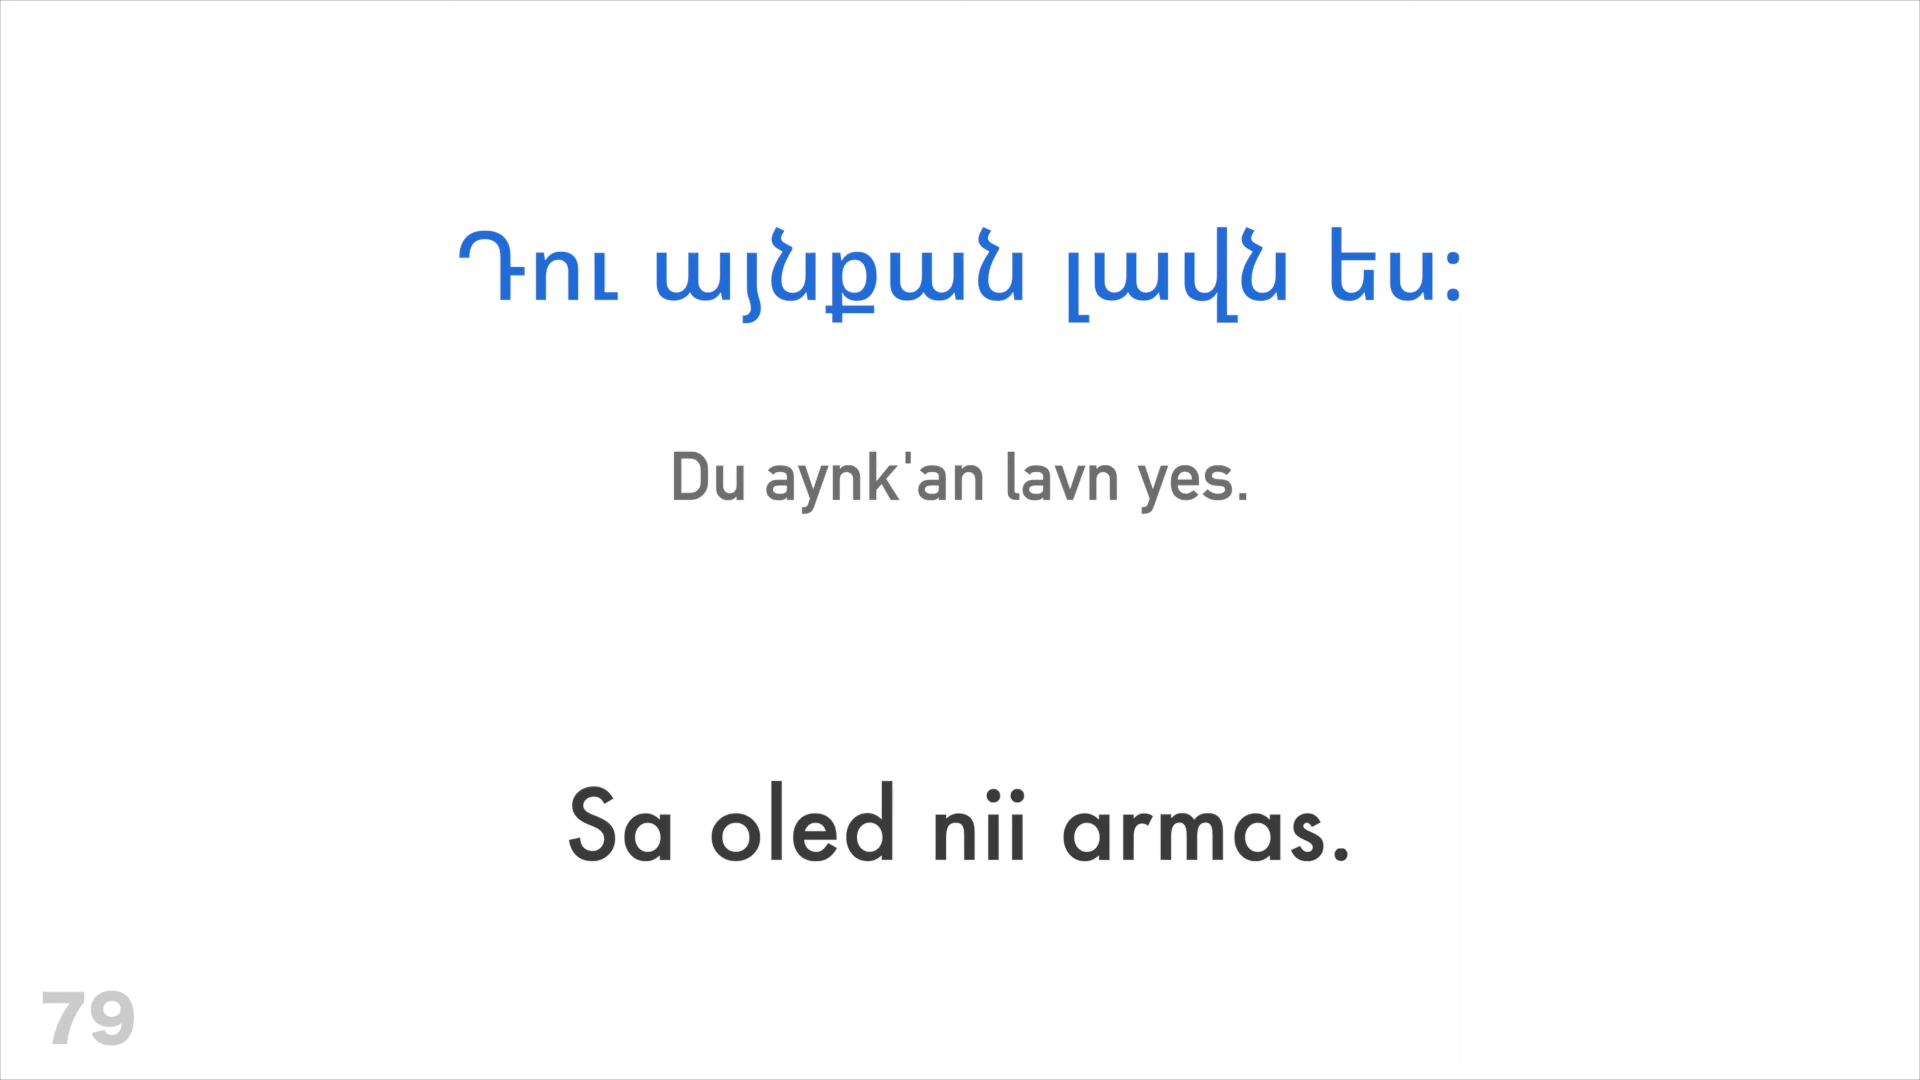 Դու այնքան լավն ես:
Du aynk'an lavn yes.
Sa oled nii armas.
79